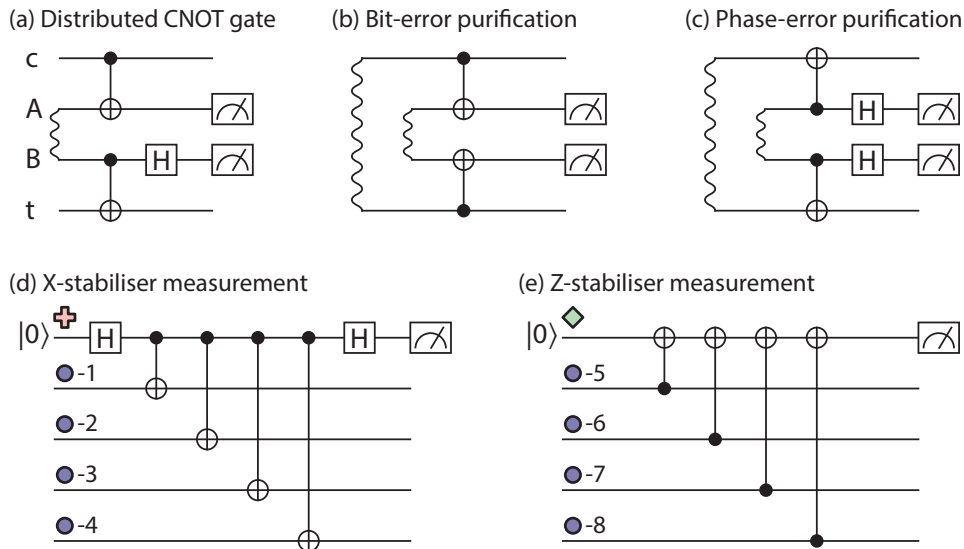 (a) Distributed CNOT gate
(b) Bit-error purification
(c) Phase-error purification
c
A
H
B
H
H
t
(d) X-stabiliser measurement
(e) Z-stabiliser measurement
|0⟩
H
H
|0⟩
-1
-5
-2
-6
-3
-7
-4
-8